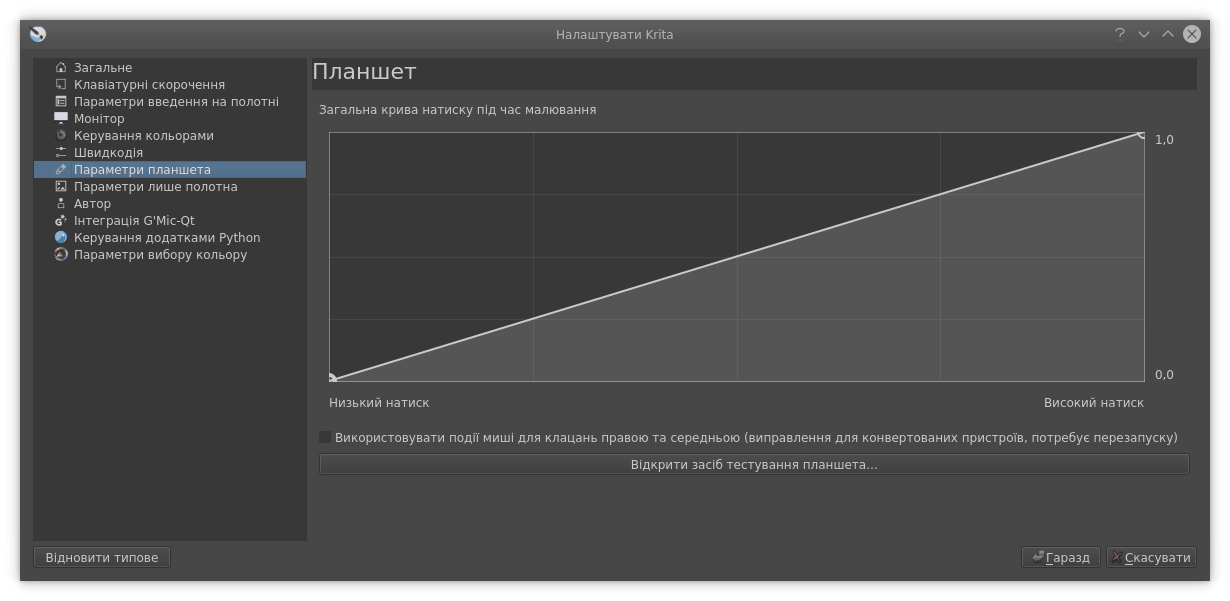 Налаштувати Krita
Загальне
Клавіатурні скорочення
Параметри введення на полотні
Монітор
Керування кольорами
Швидкодія
Параметри планшета
Параметри лише полотна
Автор
Інтеграція G'Mic-Qt
Керування додатками Python
Параметри вибору кольору
Планшет
Загальна крива натиску під час малювання
1,0
0,0
Низький натиск
Високий натиск
Використовувати події миші для клацань правою та середньою (виправлення для конвертованих пристроїв, потребує перезапуску)
Відкрити засіб тестування планшета...
Відновити типове
Гаразд
Скасувати